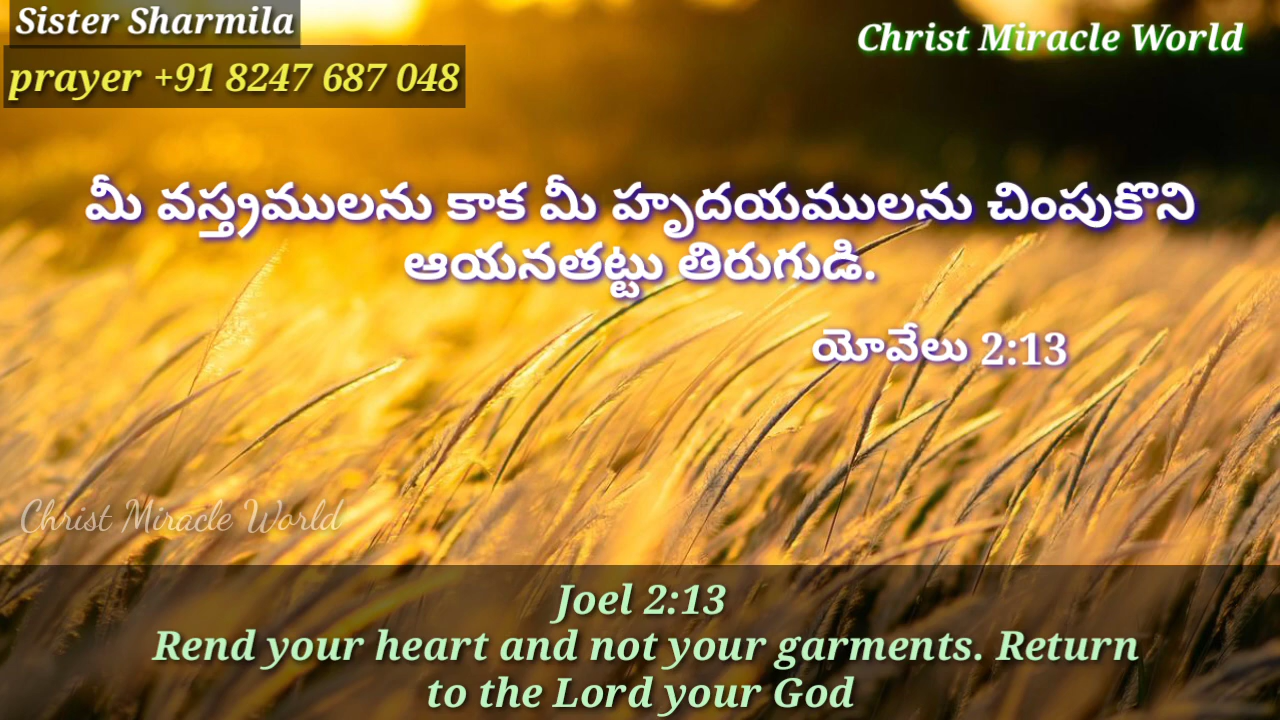 Sister Sharmila
Christ Miracle World
prayer +91 8247 687 048
మీ వస్త్రములను కాక మీ హృదయములను చింపుకొని
ఆయనతట్టు తిరుగుడి.
యోవేలు 2:13
Christ Miracle World
Joel 2:13
Rend your heart and not your garments. Return
to the Lord your God